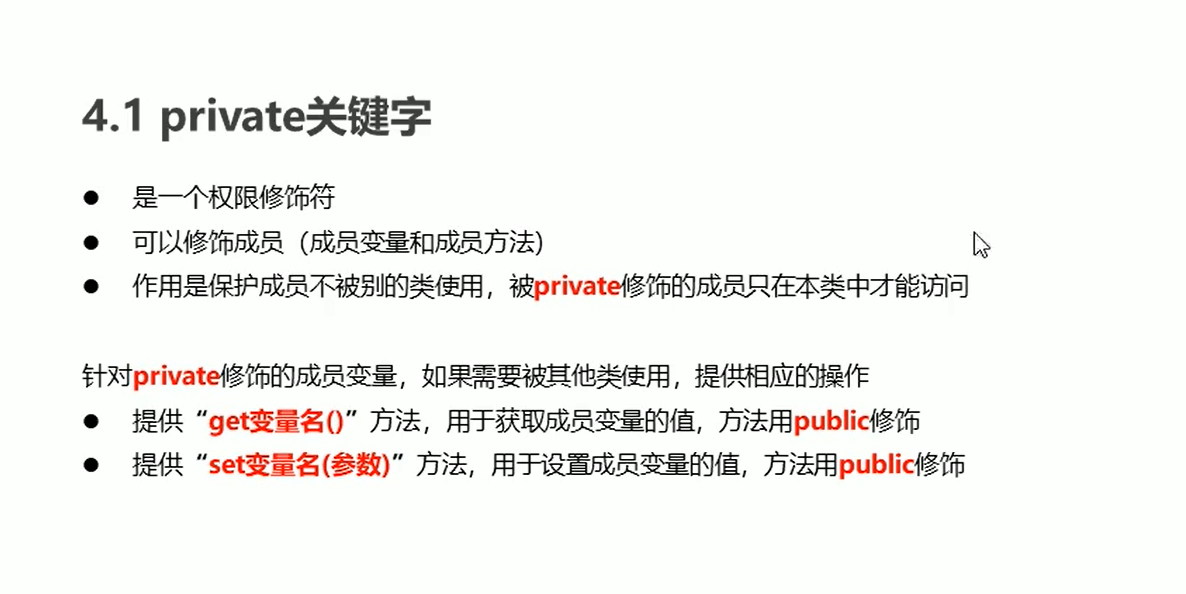 4.1 private关键字
● 是一个权限修饰符
● 可以修饰成员（成员变量和成员方法）
● 作用是保护成员不被别的类使用，被private修饰的成员只在本类中才能访问
针对private修饰的成员变量，如果需要被其他类使用，提供相应的操作
● 提供“get变量名()”方法，用于获取成员变量的值，方法用public修饰
● 提供“set变量名(参数)”方法，用于设置成员变量的值，方法用public修饰